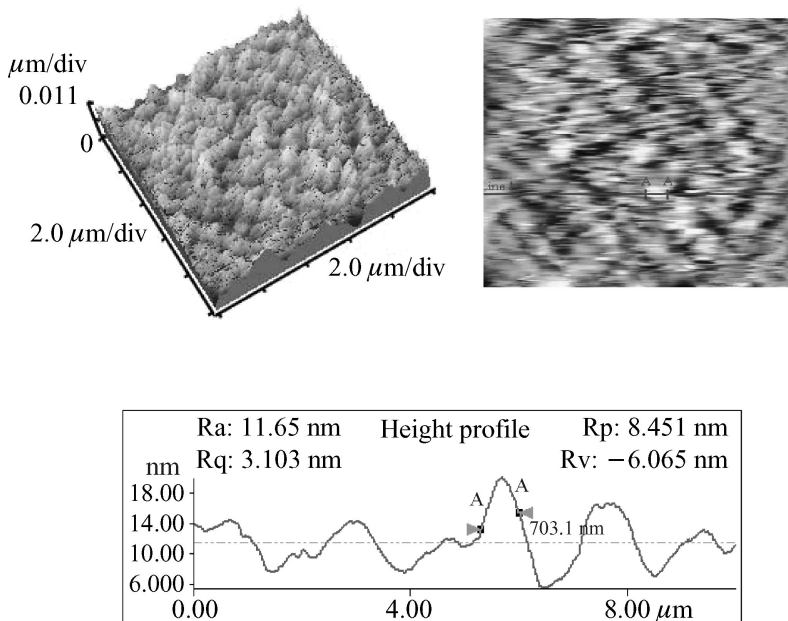 μm/div
0.011
0
2.0 μm/div
2.0 μm/div
A A
Ra: 11.65 nm Height profile Rp: 8.451 nm
Rq: 3.103 nm Rv: −6.065 nm
nm
18.00
14.00
10.00
6.000
A A
703.1 nm
0.00 4.00 8.00 μm